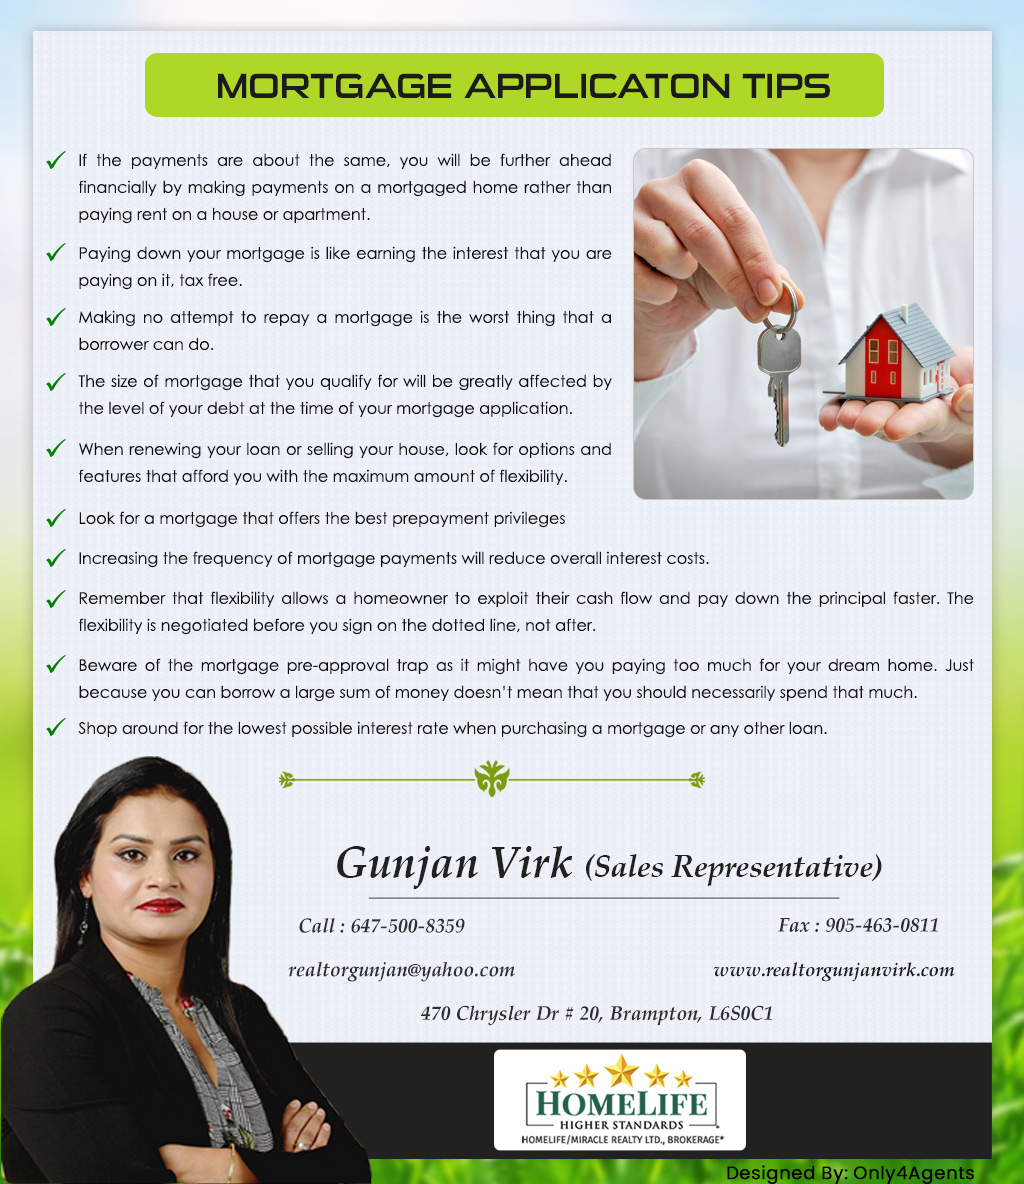 MORTGAGE APPLICATON TIPS
If the payments are about the same, you will be further ahead
financially by making payments on a mortgaged home rather than
paying rent on a house or apartment.
Paying down your mortgage is like earning the interest that you are
paying on it, tax free.
Making no attempt to repay a mortgage is the worst thing that a
borrower can do.
The size of mortgage that you qualify for will be greatly affected by
the level of your debt at the time of your mortgage application.
When renewing your loan or selling your house, look for options and
features that afford you with the maximum amount of flexibility.
Look for a mortgage that offers the best prepayment privileges
Increasing the frequency of mortgage payments will reduce overall interest costs.
Remember that flexibility allows a homeowner to exploit their cash flow and pay down the principal faster. The
flexibility is negotiated before you sign on the dotted line, not after.
Beware of the mortgage pre-approval trap as it might have you paying too much for your dream home. Just
because you can borrow a large sum of money doesn't mean that you should necessarily spend that much.
Shop around for the lowest possible interest rate when purchasing a mortgage or any other loan.
Gunjan Virk (Sales Representative)
Call : 647-500-8359
Fax : 905-463-0811
realtorgunjan@yahoo.com
www.realtorgunjanvirk.com
470 Chrysler Dr # 20, Brampton, L6S0C1
HOMELIFE
HIGHER STANDARDS
HOMELIFE/MIRACLE REALTY LTD., BROKERAGE*
Designed By: Only4Agents